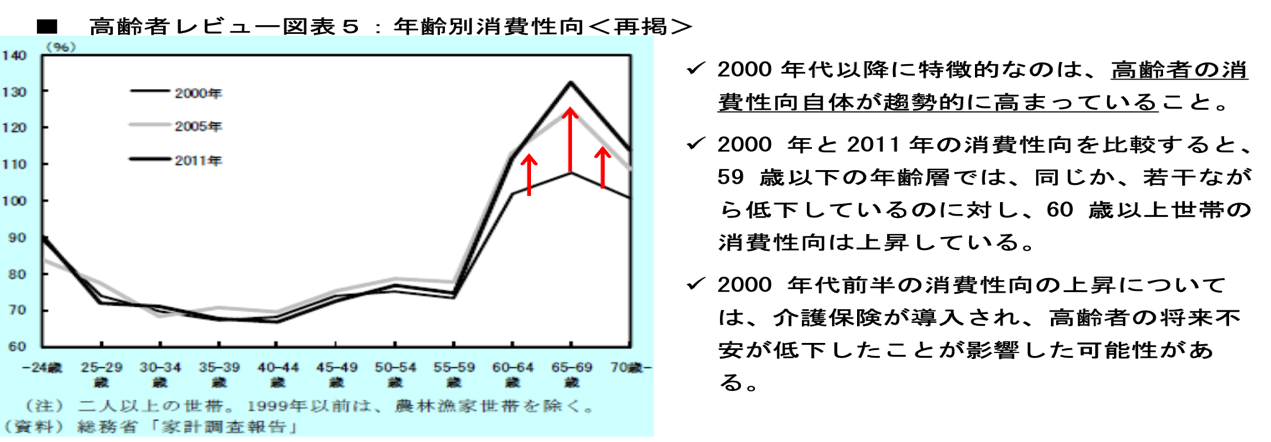 ■ 高齢者レビュー図表５：年齢別消費性向＜再掲＞
(％)
140
130
120
110
100
90
80
70
60
2000年
2005年
2011年
-24歳 25-29歳 30-34歳 35-39歳 40-44歳 45-49歳 50-54歳 55-59歳 60-64歳 65-69歳 70歳-
（注）二人以上の世帯。1999年以前は、農林漁家世帯を除く。
（資料）総務省「家計調査報告」
✓ 2000 年代以降に特徴的なのは、高齢者の消
費性向自体が趨勢的に高まっていること。
✓ 2000 年と 2011 年の消費性向を比較すると、
59 歳以下の年齢層では、同じか、若干なが
ら低下しているのに対し、60 歳以上世帯の
消費性向は上昇している。
✓ 2000 年代前半の消費性向の上昇について
は、介護保険が導入され、高齢者の将来不
安が低下したことが影響した可能性があ
る。